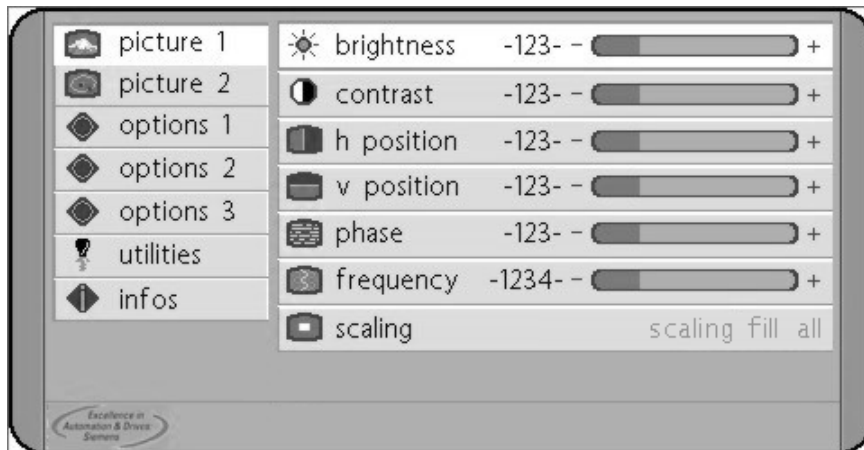 picture 1
picture 2
options 1
options 2
options 3
utilities
infos
brightness -123- - +
contrast -123- - +
h position -123- - +
v position -123- - +
phase -123- - +
frequency -1234- - +
scaling scaling fill all
Excellence in
Automation & Drives
Siemens